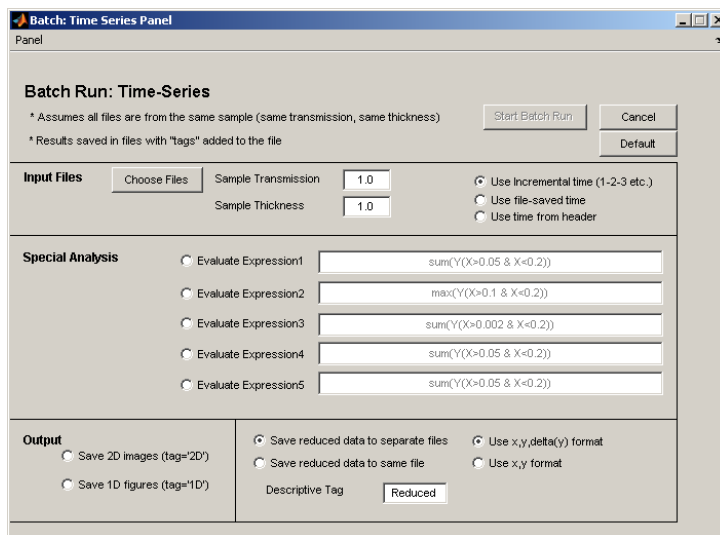 Batch: Time Series Panel
Panel
Batch Run: Time-Series
* Assumes all files are from the same sample (same transmission, same thickness)
Start Batch Run
Cancel
* Results saved in files with "tags" added to the file
Default
Input Files
Choose Files
Sample Transmission
1.0
Use Incremental time (1-2-3 etc.)
Use file-saved time
Sample Thickness
1.0
Use time from header
Special Analysis
Evaluate Expression1
sum(Y(X>0.05 & X<0.2))
Evaluate Expression2
max(Y(X>0.1 & X<0.2))
Evaluate Expression3
sum(Y(X>0.002 & X<0.2))
Evaluate Expression4
sum(Y(X>0.05 & X<0.2))
Evaluate Expression5
sum(Y(X>0.05 & X<0.2))
Output
Save 2D images (tag='2D')
Save 1D figures (tag='1D')
Save reduced data to separate files
Use x,y,delta(y) format
Save reduced data to same file
Use x,y format
Descriptive Tag
Reduced